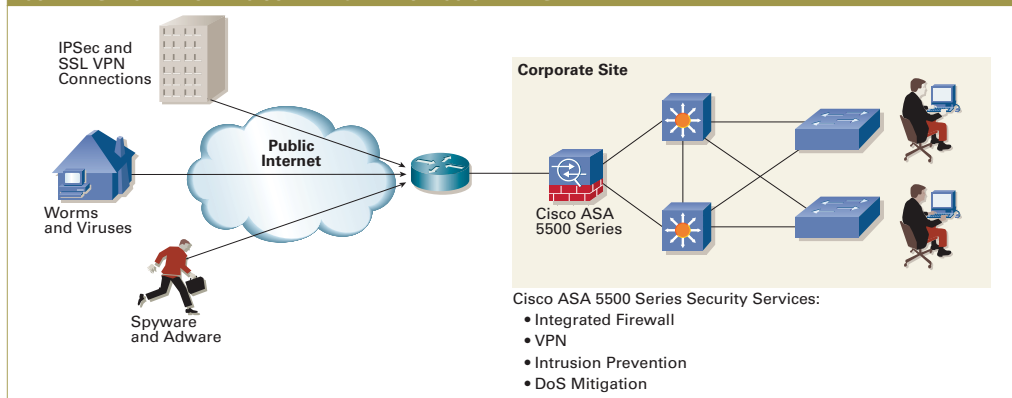 IPSec and
SSL VPN
Connections
Public
Internet
Worms
and Viruses
Spyware
and Adware
Corporate Site
Cisco ASA
5500 Series
Cisco ASA 5500 Series Security Services:
• Integrated Firewall
• VPN
• Intrusion Prevention
• DoS Mitigation